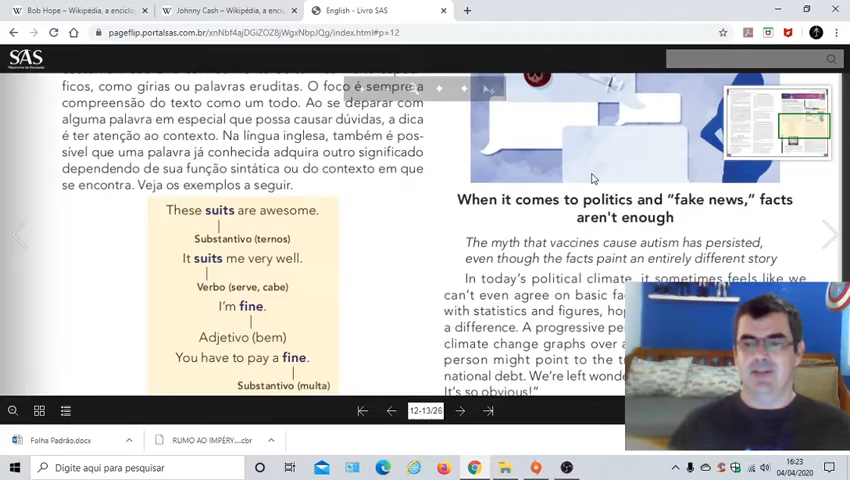 Bob Hope – Wikipédia, a enciclo
Johnny Cash – Wikipédia, a encic
English - Livro SAS
pageflip.portalsas.com.br/xnNbf4ajDGiZOZ8jWgxNbpJQg/index.html#p=12
SAS
ficos, como gírias ou palavras eruditas. O foco é sempre a
compreensão do texto como um todo. Ao se deparar com
alguma palavra em especial que possa causar dúvidas, a dica
é ter atenção ao contexto. Na língua inglesa, também é pos-
sível que uma palavra já conhecida adquira outro significado
dependendo de sua função sintática ou do contexto em que
se encontra. Veja os exemplos a seguir.
These suits are awesome.
Substantivo (ternos)
It suits me very well.
Verbo (serve, cabe)
I'm fine.
Adjetivo (bem)
You have to pay a fine.
Substantivo (multa)
When it comes to politics and "fake news," facts
aren't enough
The myth that vaccines cause autism has persisted,
even though the facts paint an entirely different story
In today's political climate, it sometimes feels like we
can't even agree on basic fac
with statistics and figures, hop
a difference. A progressive pe
climate change graphs over a
person might point to the t
national debt. We're left wond
It's so obvious!"
12-13/26
Folha Padrão.docx
RUMO AO IMPÉRY....cbr
Digite aqui para pesquisar
16:23
04/04/2020